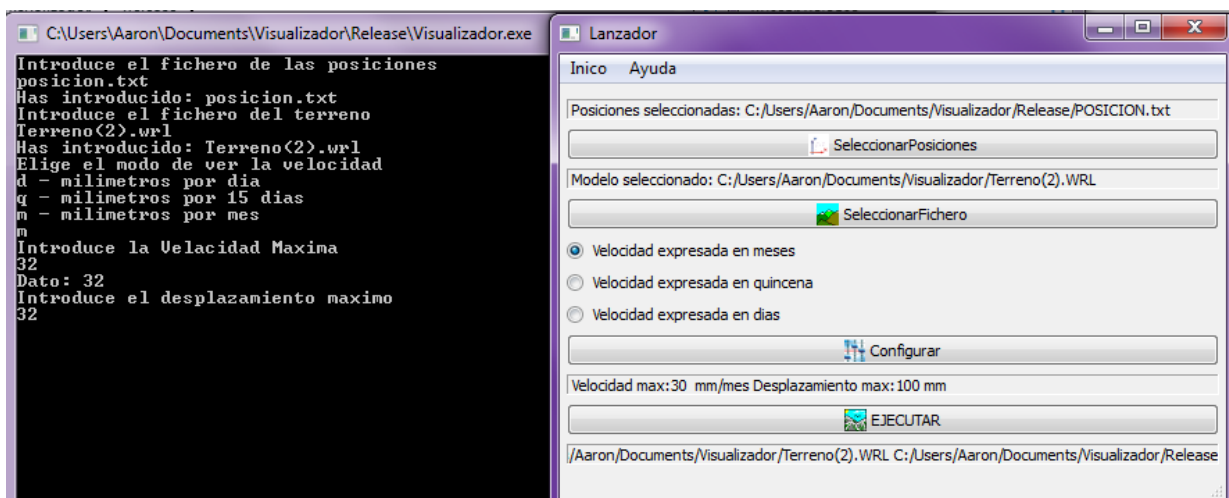 C:\Users\Aaron\Documents\Visualizador\Release\Visualizador.exe
Introduce el fichero de las posiciones
posicion.txt
Has introducido: posicion.txt
Introduce el fichero del terreno
Terreno(2).wrl
Has introducido: Terreno(2).wrl
Elige el modo de ver la velocidad
d - milimetros por dia
q - milimetros por 15 dias
m - milimetros por mes
m
Introduce la Velacidad Maxima
32
Dato: 32
Introduce el desplazamiento maximo
32
Lanzador
Inico Ayuda
Posiciones seleccionadas: C:/Users/Aaron/Documents/Visualizador/Release/POSICION.txt
SeleccionarPosiciones
Modelo seleccionado: C:/Users/Aaron/Documents/Visualizador/Terreno(2).WRL
SeleccionarFichero
Velocidad expresada en meses
Velocidad expresada en quincena
Velocidad expresada en dias
Configurar
Velocidad max:30 mm/mes Desplazamiento max:100 mm
EJECUTAR
/Aaron/Documents/Visualizador/Terreno(2).WRL C:/Users/Aaron/Documents/Visualizador/Release